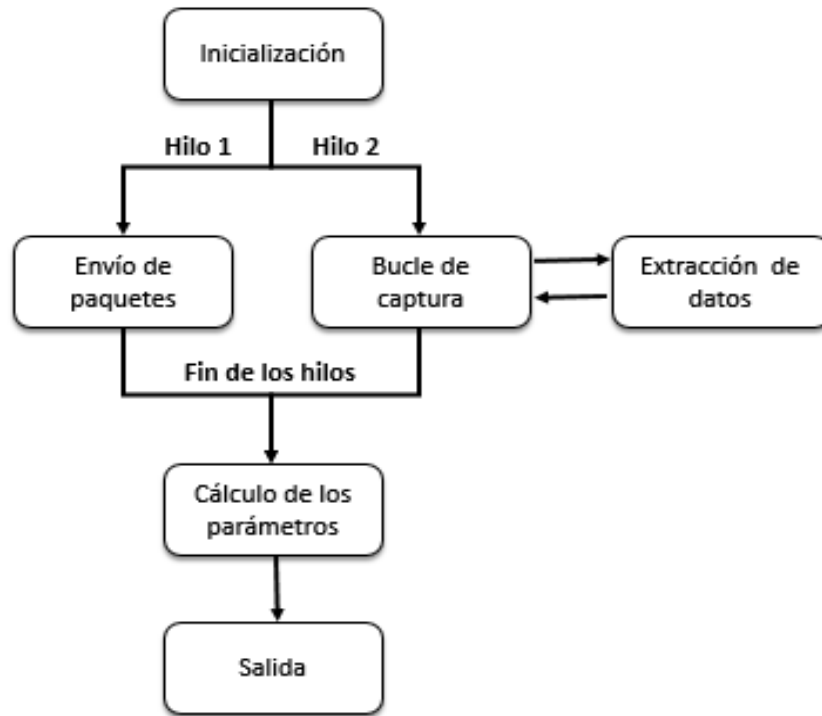 Inicialización
Hilo 1
Hilo 2
Envío de
paquetes
Bucle de
captura
Extracción de
datos
Fin de los hilos
Cálculo de los
parámetros
Salida